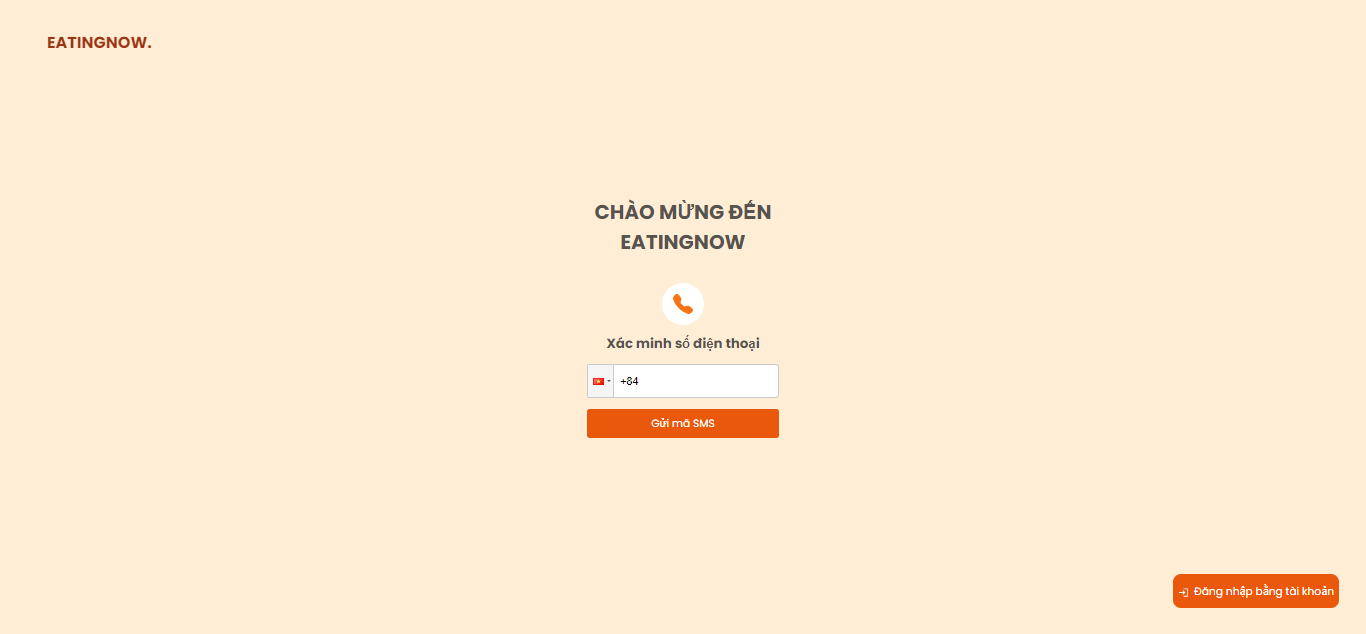 EATINGNOW.
CHÀO MỪNG ĐẾN
EATINGNOW
Xác minh số điện thoại
+84
Gửi mã SMS
Đăng nhập bằng tài khoản